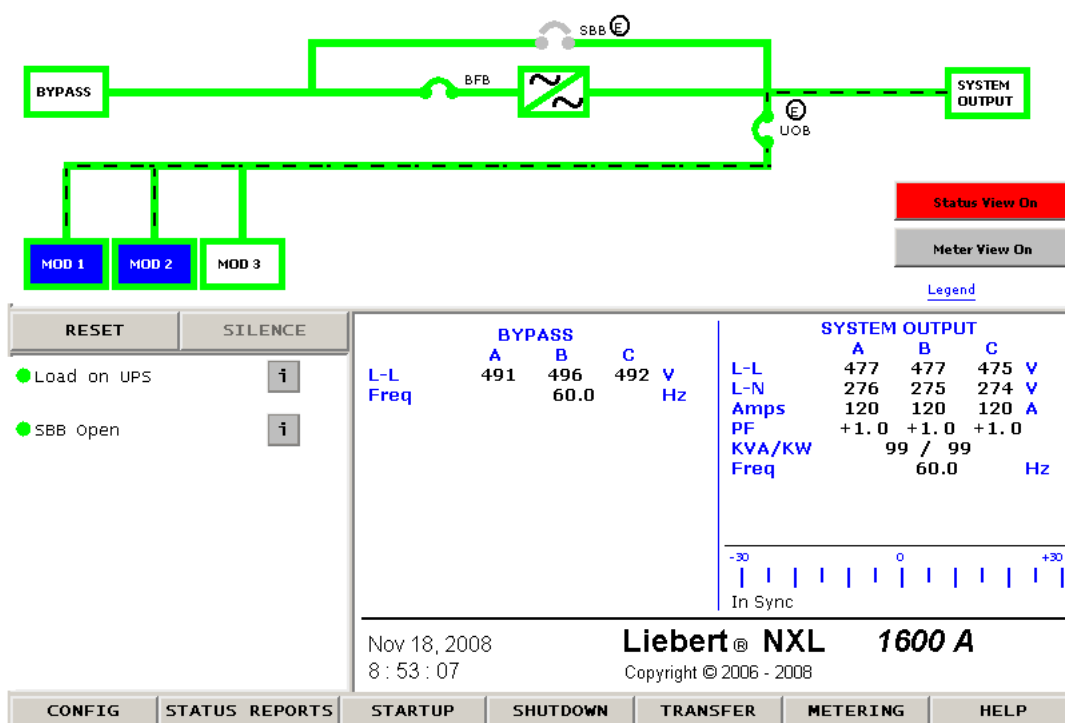 SBB E
BFB
BYPASS
SYSTEM
OUTPUT
E
UOB
Status View On
MOD 1 MOD 2 MOD 3
Meter View On
Legend
RESET SILENCE
Load on UPS i
SBB Open i
BYPASS
A B C
L-L 491 496 492 V
Freq 60.0 Hz
SYSTEM OUTPUT
A B C
L-L 477 477 475 V
L-N 276 275 274 V
Amps 120 120 120 A
PF +1.0 +1.0 +1.0
KVA/KW 99 / 99
Freq 60.0 Hz
-30 0 +30
In Sync
Nov 18, 2008
8 : 53 : 07
Liebert ® NXL 1600 A
Copyright © 2006 - 2008
CONFIG STATUS REPORTS STARTUP SHUTDOWN TRANSFER METERING HELP